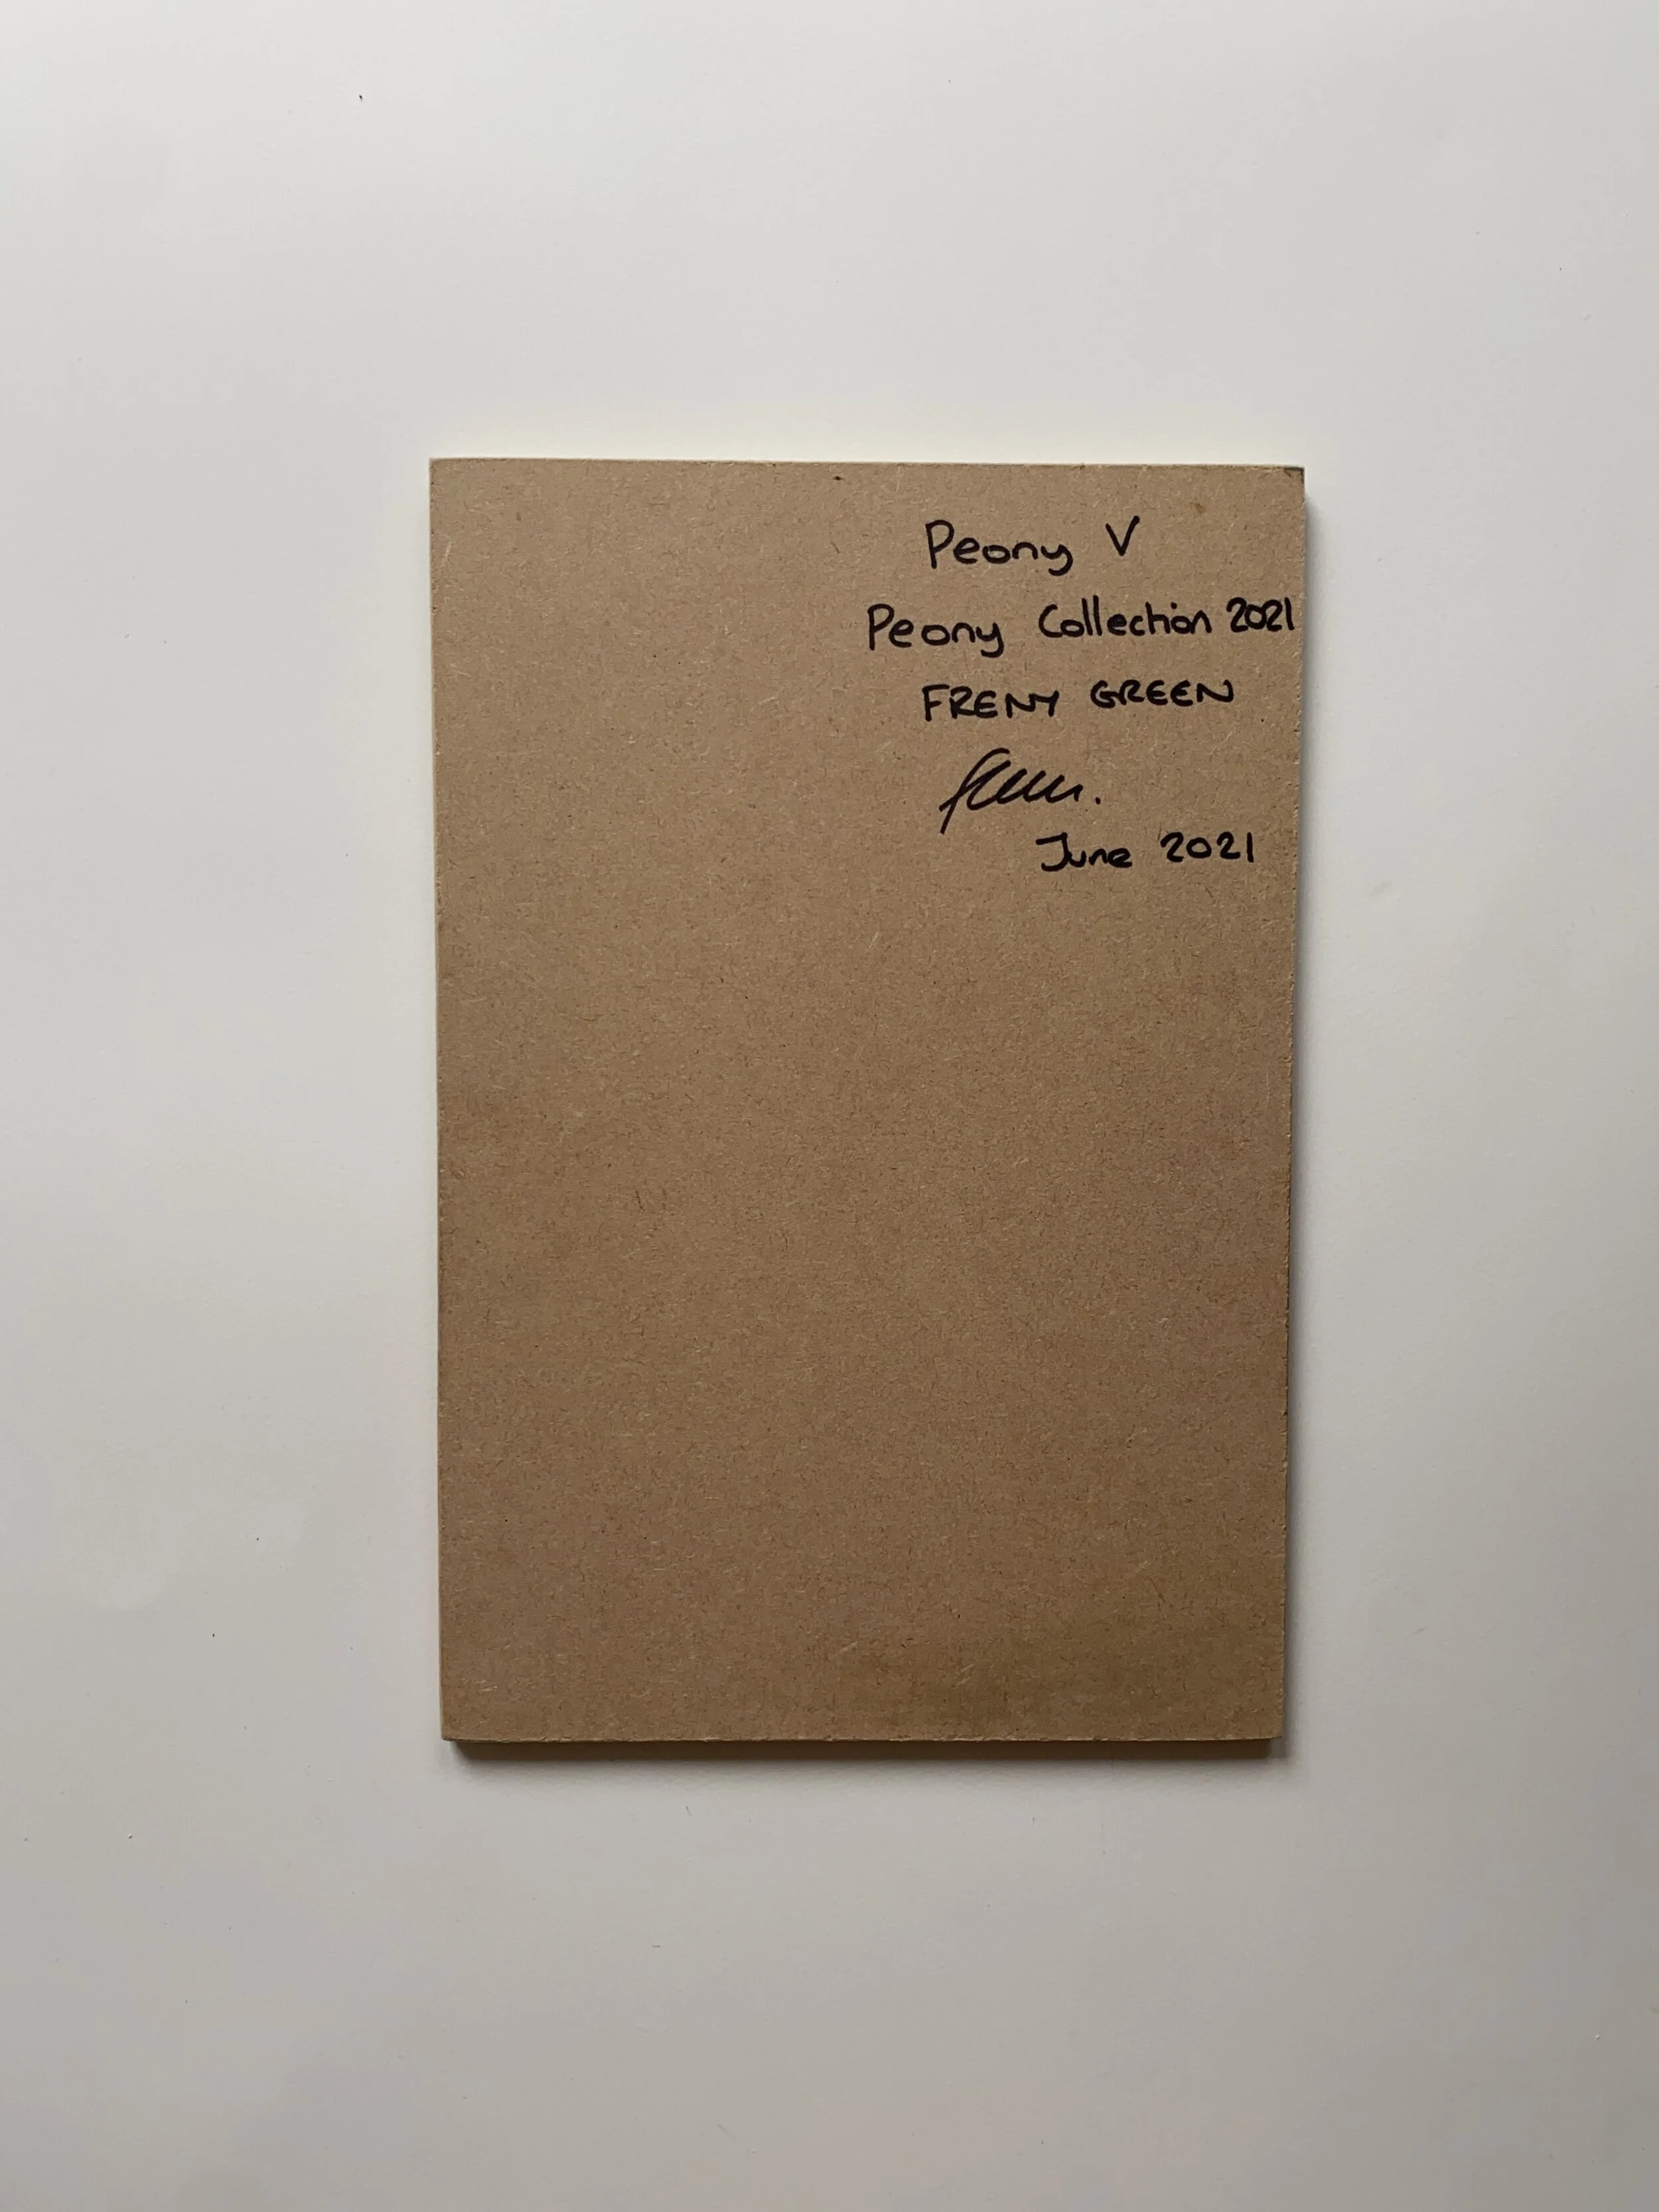 Peony V
Peony Collection 2021
FRENY GREEN
June 2021